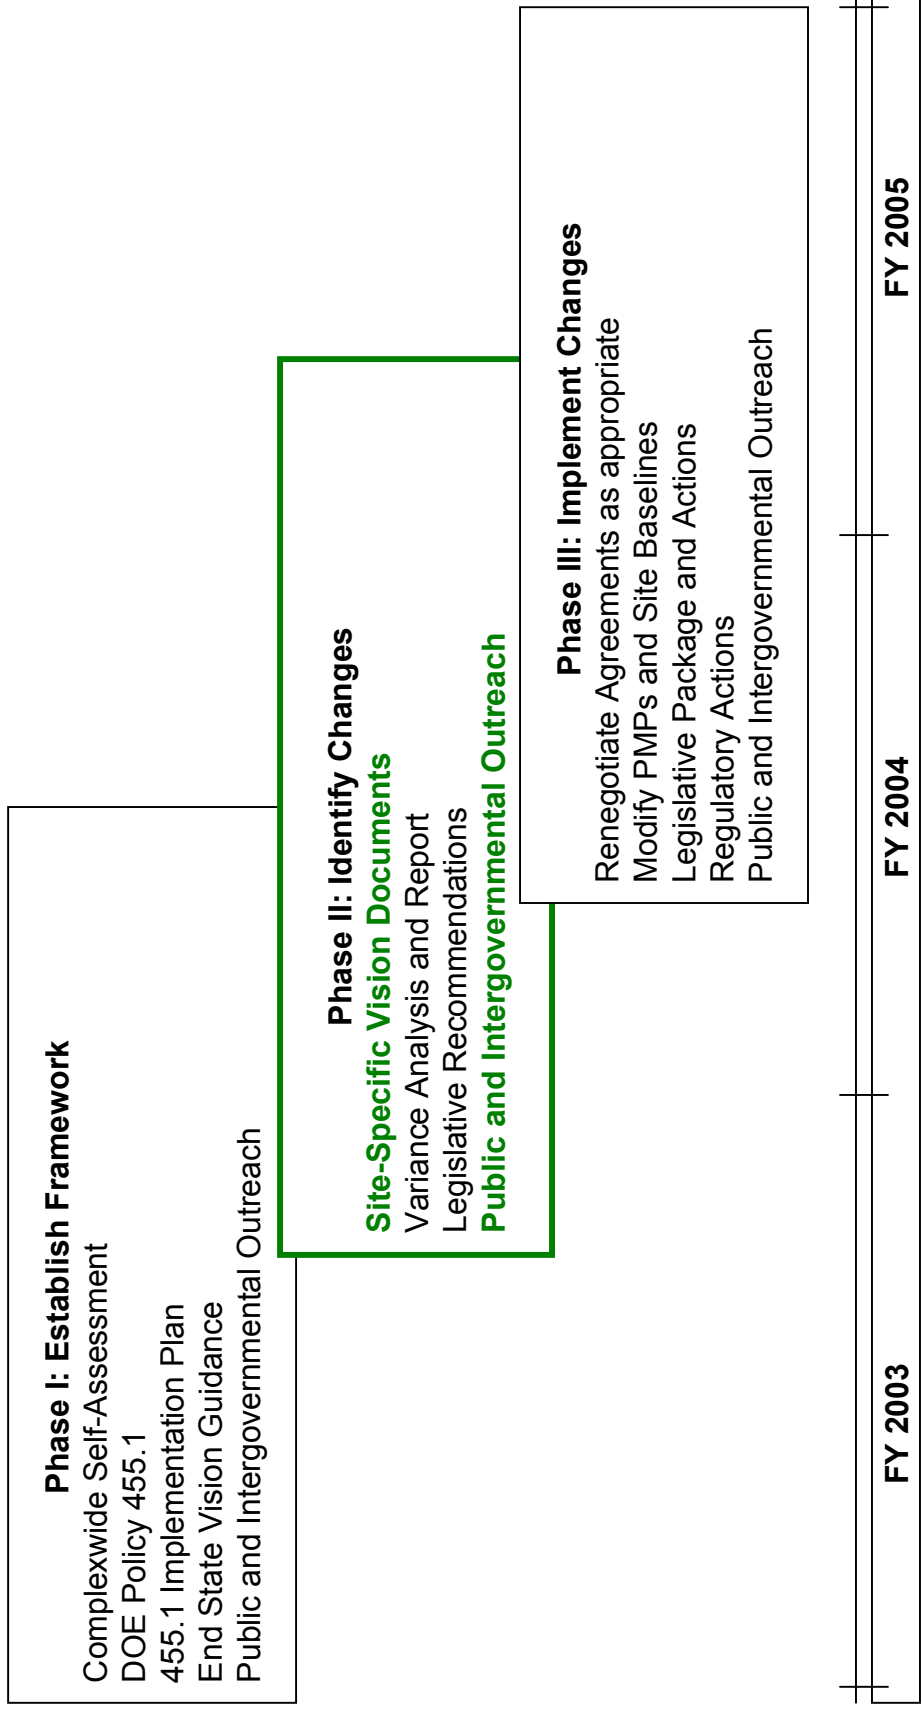 Phase I: Establish Framework
Complexwide Self-Assessment
DOE Policy 455.1
455.1 Implementation Plan
End State Vision Guidance
Public and Intergovernmental Outreach
Phase II: Identify Changes
Site-Specific Vision Documents
Variance Analysis and Report
Legislative Recommendations
Public and Intergovernmental Outreach
Phase III: Implement Changes
Renegotiate Agreements as appropriate
Modify PMPs and Site Baselines
Legislative Package and Actions
Regulatory Actions
Public and Intergovernmental Outreach
FY 2003
FY 2004
FY 2005